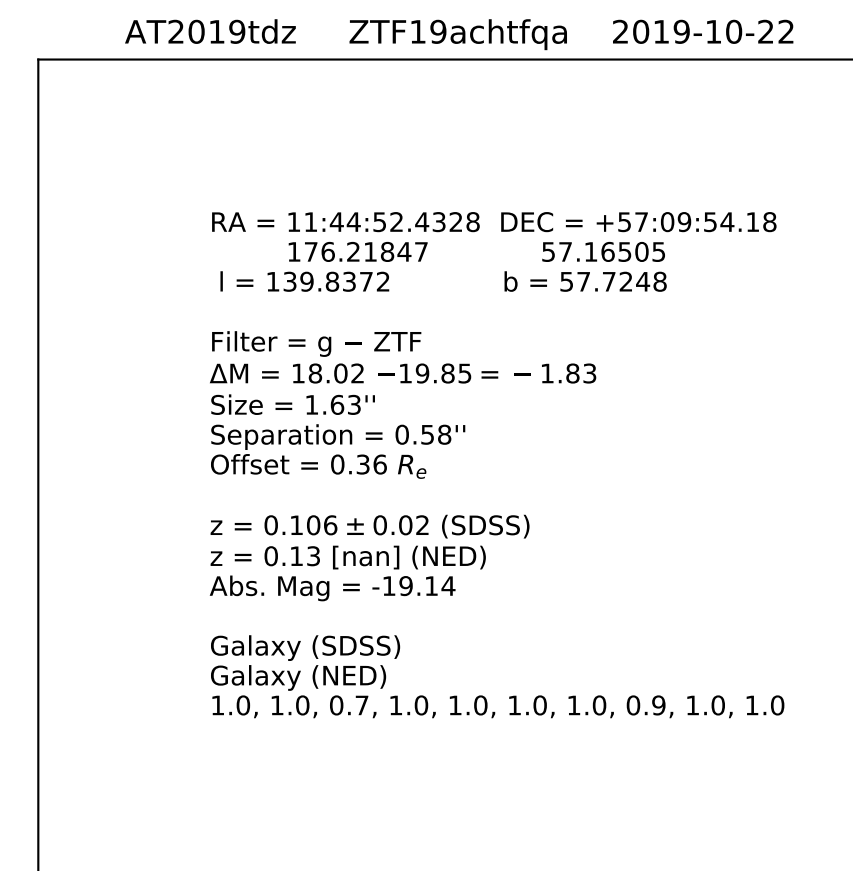 AT2019tdz ZTF19achtfqa 2019-10-22
RA = 11:44:52.4328 DEC = +57:09:54.18
176.21847 57.16505
l = 139.8372 b = 57.7248
Filter = g − ZTF
ΔM = 18.02 −19.85 = − 1.83
Size = 1.63''
Separation = 0.58''
Offset = 0.36 Rₑ
z = 0.106 ± 0.02 (SDSS)
z = 0.13 [nan] (NED)
Abs. Mag = -19.14
Galaxy (SDSS)
Galaxy (NED)
1.0, 1.0, 0.7, 1.0, 1.0, 1.0, 1.0, 0.9, 1.0, 1.0